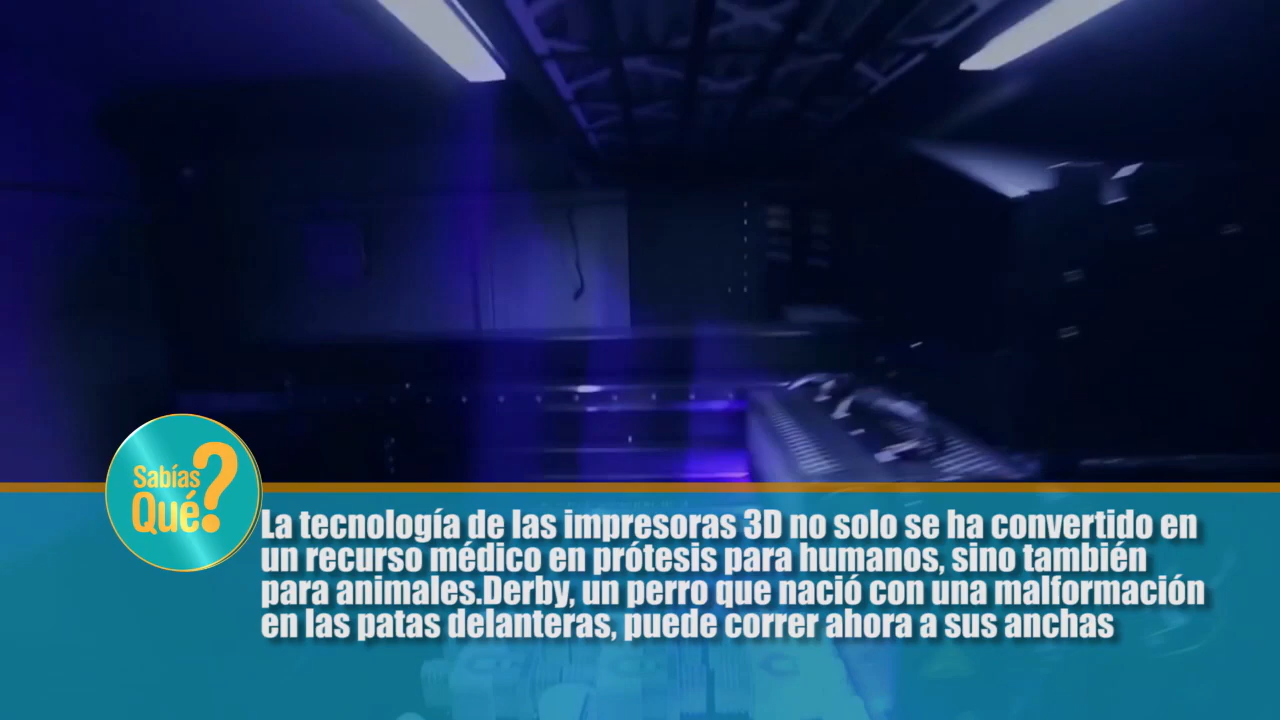 Sabías
Qué?
La tecnología de las impresoras 3D no solo se ha convertido en
un recurso médico en prótesis para humanos, sino también
para animales.Derby, un perro que nació con una malformación
en las patas delanteras, puede correr ahora a sus anchas